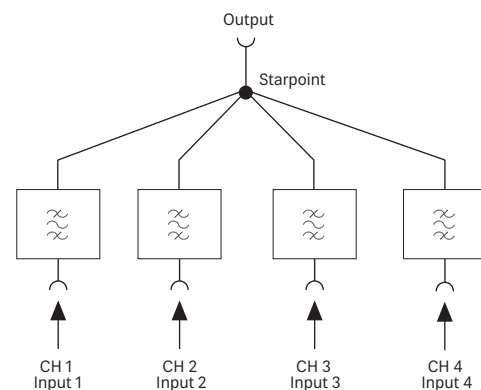 Output
Starpoint
CH 1
Input 1
CH 2
Input 2
CH 3
Input 3
CH 4
Input 4